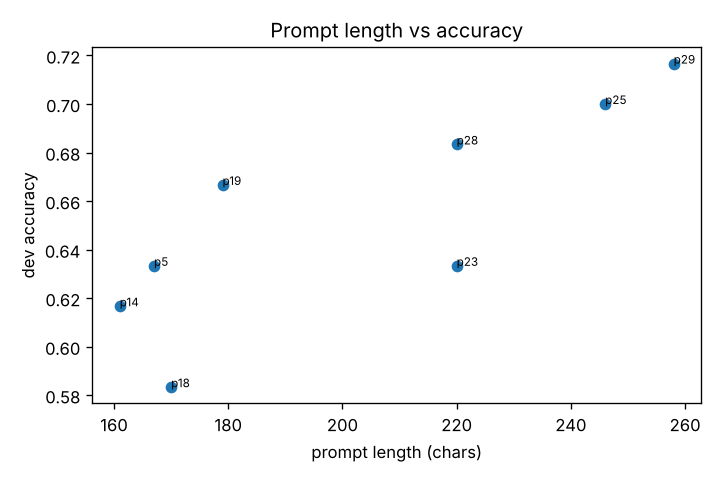 Prompt length vs accuracy
0.72
0.70
0.68
0.66
0.64
0.62
0.60
0.58
dev accuracy
p29
p25
p28
p19
p5
p23
p14
p18
160
180
200
220
240
260
prompt length (chars)